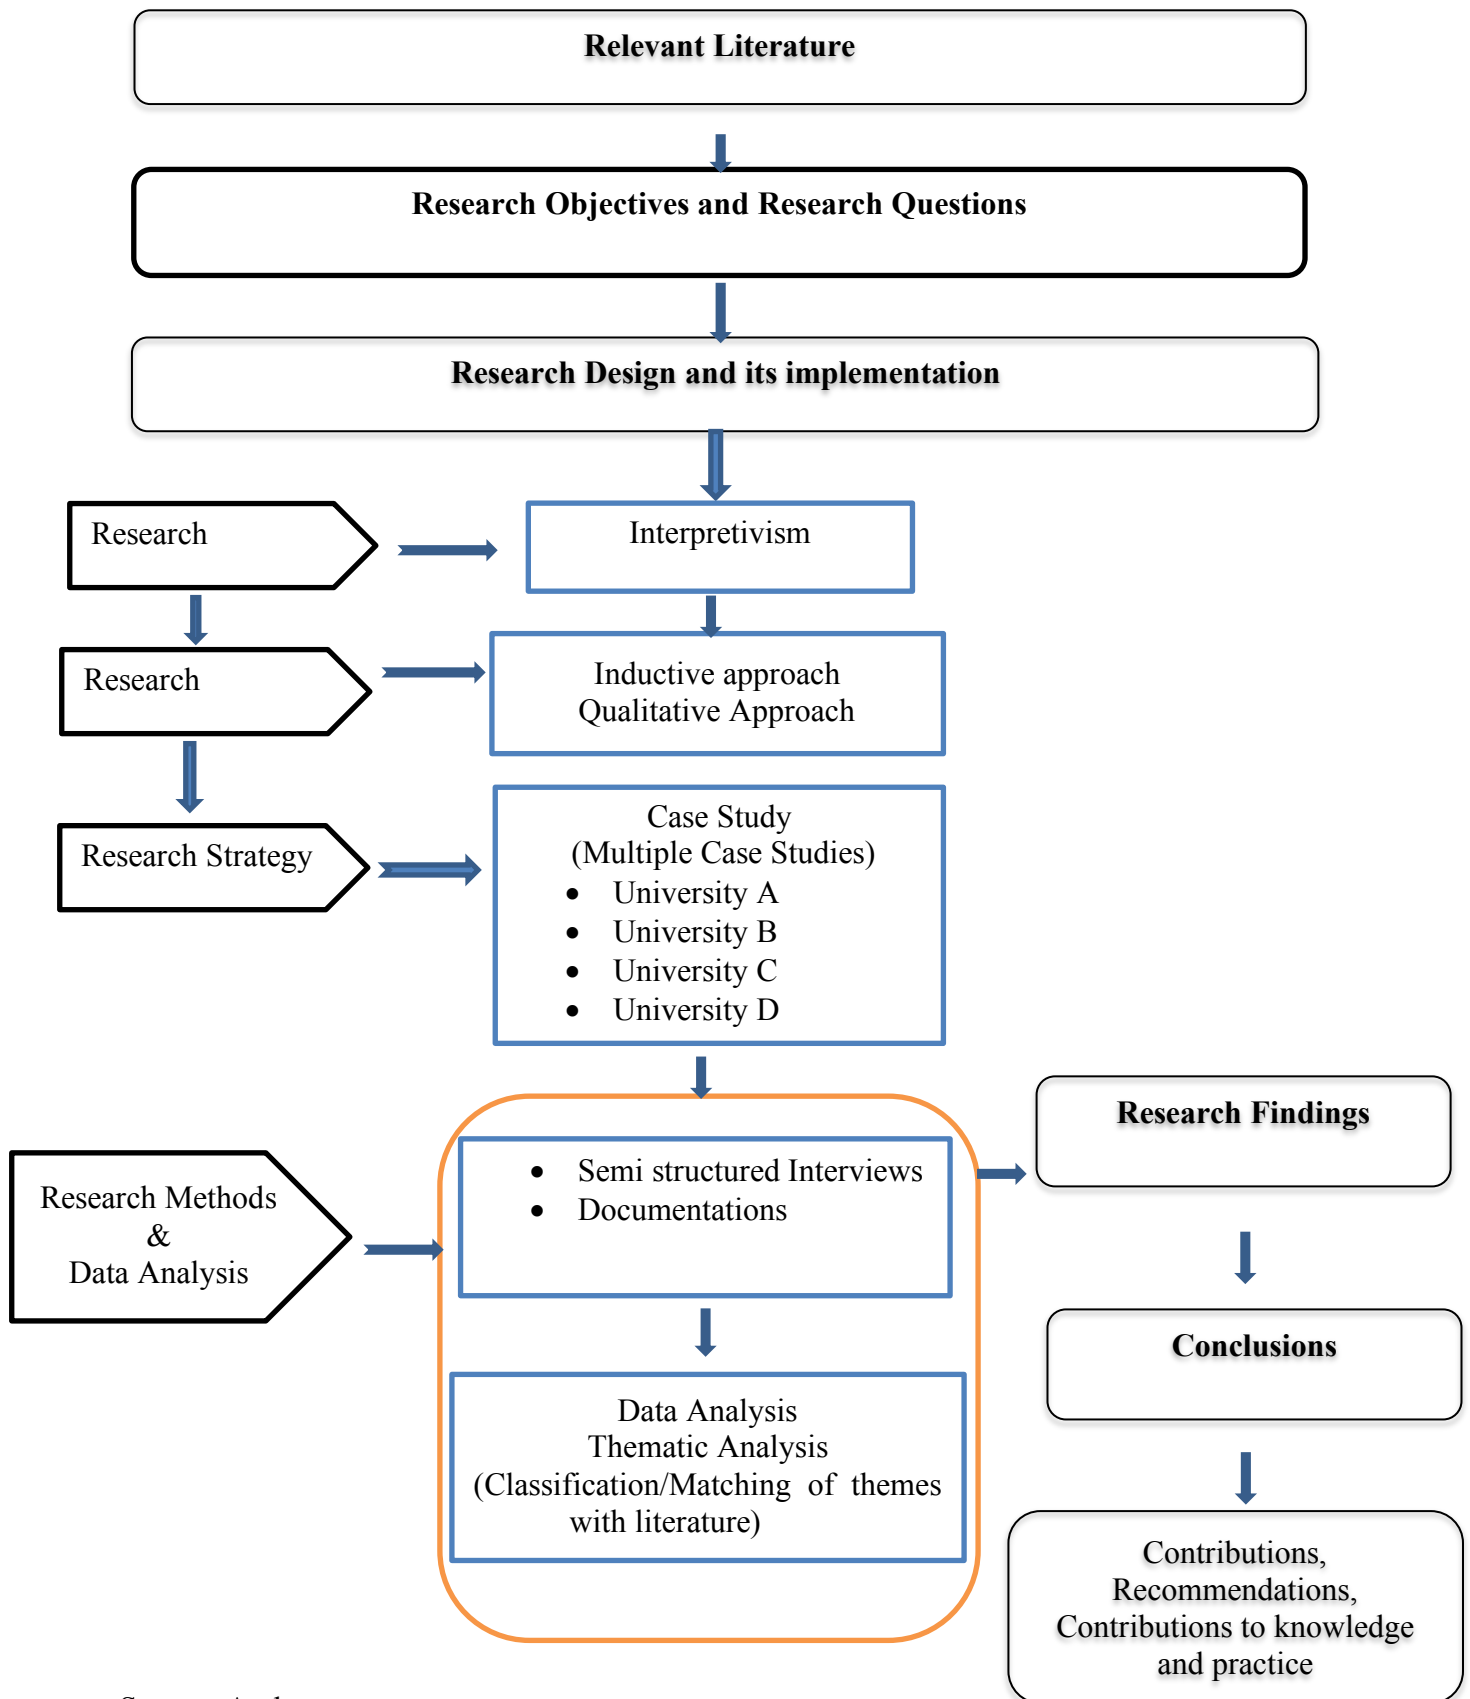 Relevant Literature
Research Objectives and Research Questions
Research Design and its implementation
Research
Interpretivism
Research
Inductive approach
Qualitative Approach
Research Strategy
Case Study
(Multiple Case Studies)
• University A
• University B
• University C
• University D
Research Methods
&
Data Analysis
• Semi structured Interviews
• Documentations
Data Analysis
Thematic Analysis
(Classification/Matching of themes
with literature)
Research Findings
Conclusions
Contributions,
Recommendations,
Contributions to knowledge
and practice